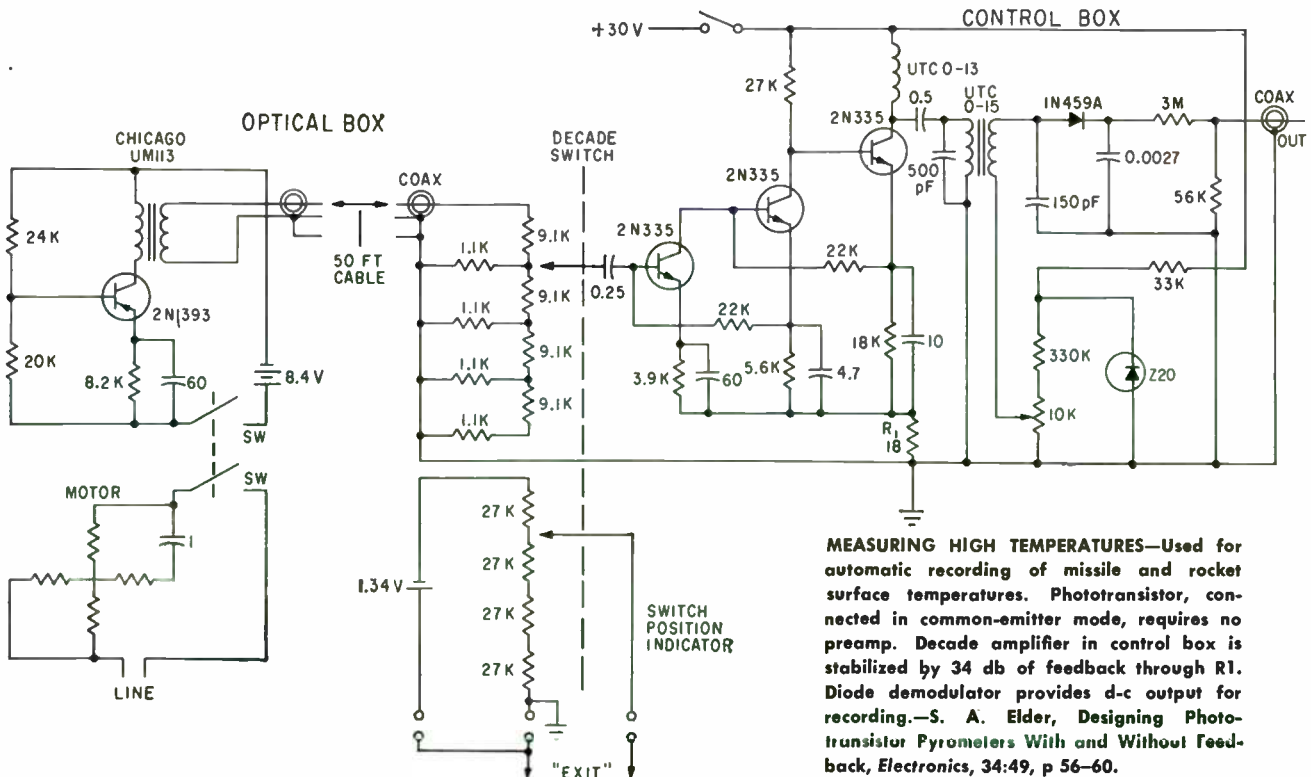 CONTROL BOX
+30V
UTC O-13
27K
UTC
O-15
1N459A
3M
COAX
OUT
0.5
2N335
500
pF
0.0027
150pF
56K
OPTICAL BOX
CHICAGO
UM113
DECADE
SWITCH
COAX
50 FT
CABLE
24K
2N1393
20K
8.2K
60
8.4V
SW
SW
MOTOR
1
LINE
9.1K
1.1K
9.1K
1.1K
9.1K
1.1K
9.1K
1.1K
0.25
2N335
2N335
22K
22K
3.9K
60
5.6K
4.7
18K
10
R1
18
33K
330K
Z20
10K
1.34V
27K
27K
27K
27K
SWITCH
POSITION
INDICATOR
"EXIT"
MEASURING HIGH TEMPERATURES—Used for
automatic recording of missile and rocket
surface temperatures. Phototransistor, con-
nected in common-emitter mode, requires no
preamp. Decade amplifier in control box is
stabilized by 34 db of feedback through R1.
Diode demodulator provides d-c output for
recording.—S. A. Elder, Designing Photo-
transistor Pyrometers With and Without Feed-
back, Electronics, 34:49, p 56–60.